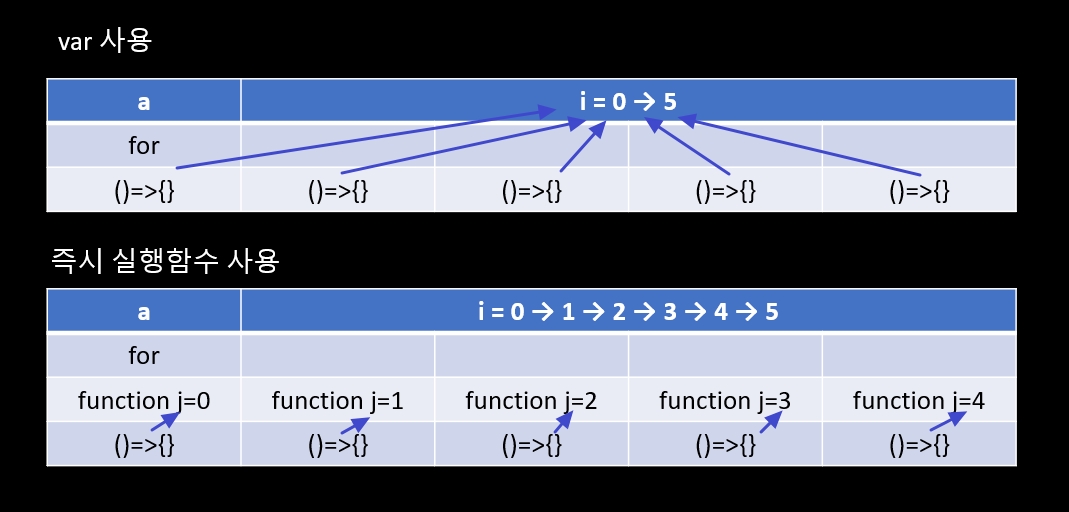 var 사용
a i = 0 → 5
for
()=>{} ()=>{} ()=>{} ()=>{} ()=>{}
즉시 실행함수 사용
a i = 0 → 1 → 2 → 3 → 4 → 5
for
function j=0 function j=1 function j=2 function j=3 function j=4
()=>{} ()=>{} ()=>{} ()=>{} ()=>{}